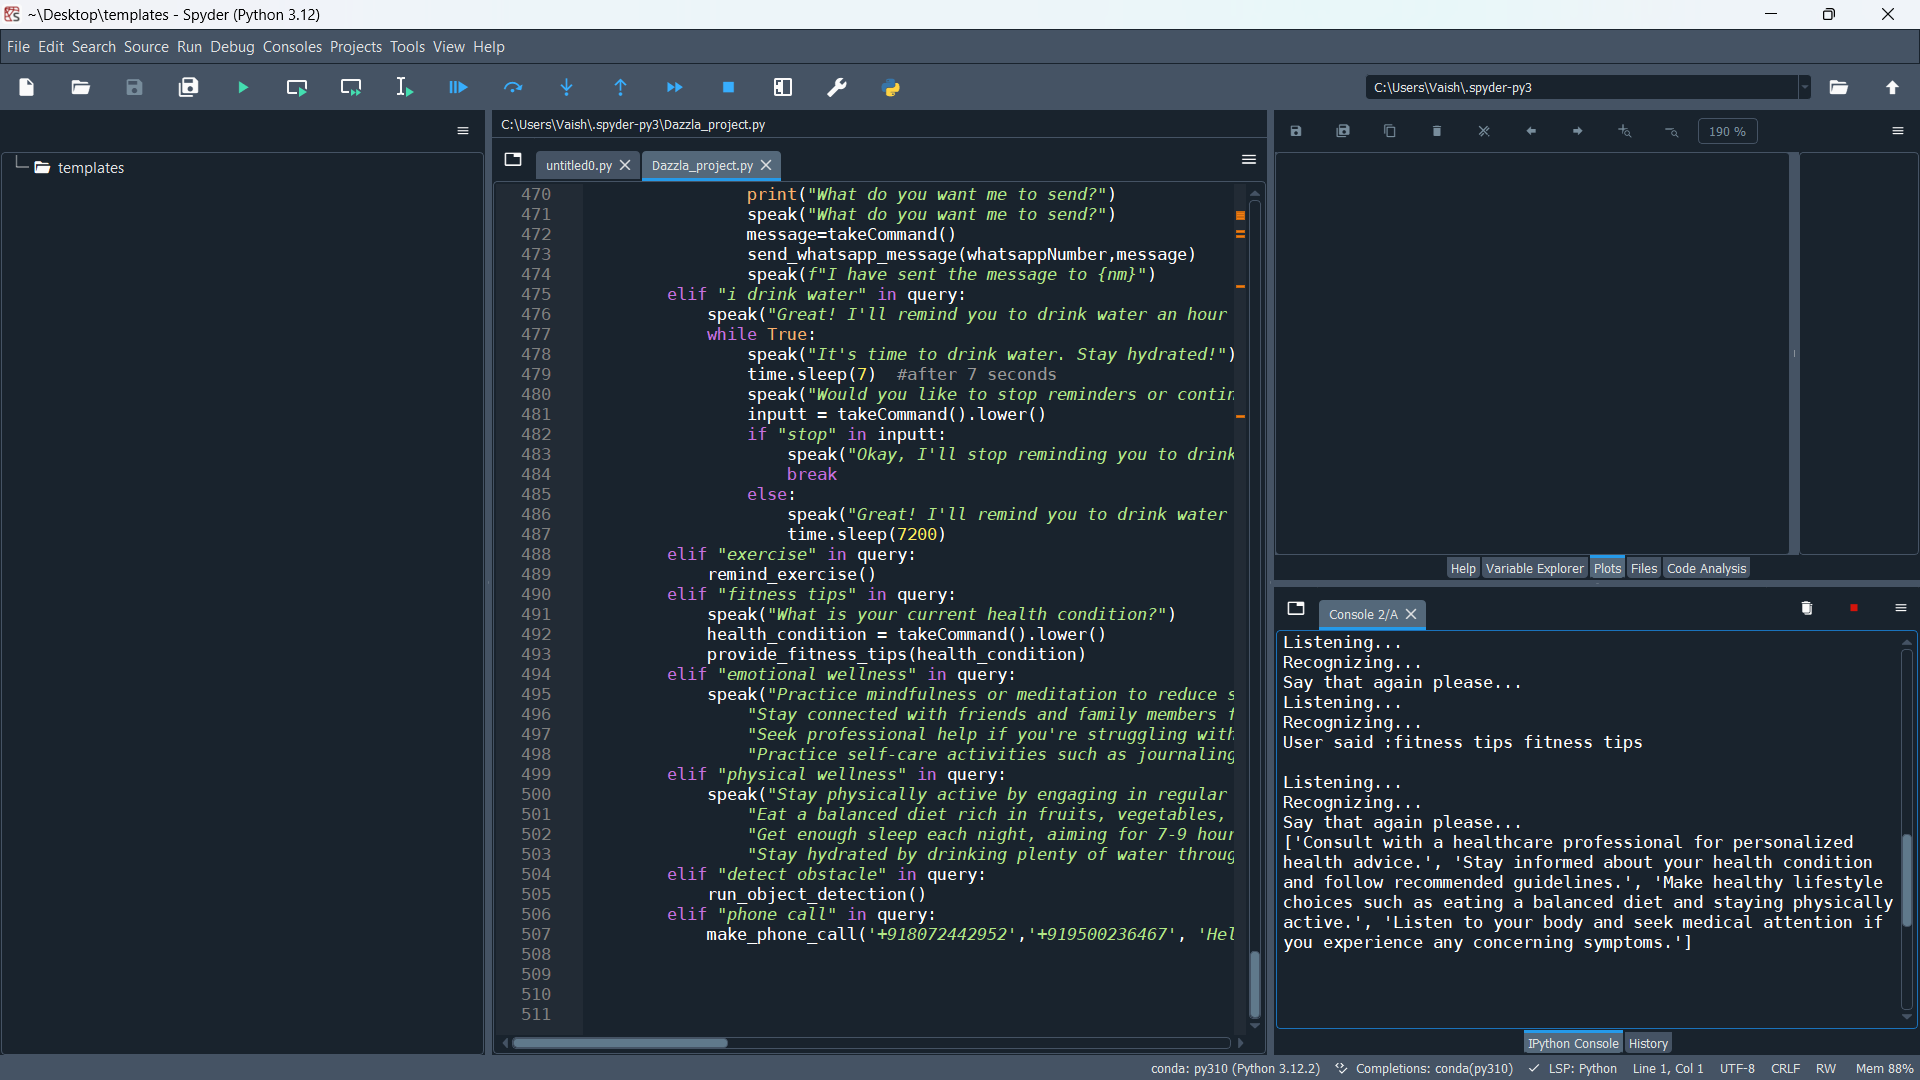 ~\Desktop\templates - Spyder (Python 3.12)
File Edit Search Source Run Debug Consoles Projects Tools View Help
C:\Users\Vaish\.spyder-py3
templates
C:\Users\Vaish\.spyder-py3\Dazzla_project.py
untitled0.py
Dazzla_project.py
470 print("What do you want me to send?")
471 speak("What do you want me to send?")
472 message=takeCommand()
473 send_whatsapp_message(whatsappNumber,message)
474 speak(f"I have sent the message to {nm}")
475 elif "i drink water" in query:
476 speak("Great! I'll remind you to drink water an hour
477 while True:
478 speak("It's time to drink water. Stay hydrated!")
479 time.sleep(7) #after 7 seconds
480 speak("Would you like to stop reminders or contin
481 inputt = takeCommand().lower()
482 if "stop" in inputt:
483 speak("Okay, I'll stop reminding you to drink
484 break
485 else:
486 speak("Great! I'll remind you to drink water
487 time.sleep(7200)
488 elif "exercise" in query:
489 remind_exercise()
490 elif "fitness tips" in query:
491 speak("What is your current health condition?")
492 health_condition = takeCommand().lower()
493 provide_fitness_tips(health_condition)
494 elif "emotional wellness" in query:
495 speak("Practice mindfulness or meditation to reduce s
496 "Stay connected with friends and family members f
497 "Seek professional help if you're struggling with
498 "Practice self-care activities such as journaling
499 elif "physical wellness" in query:
500 speak("Stay physically active by engaging in regular
501 "Eat a balanced diet rich in fruits, vegetables,
502 "Get enough sleep each night, aiming for 7-9 hour
503 "Stay hydrated by drinking plenty of water throug
504 elif "detect obstacle" in query:
505 run_object_detection()
506 elif "phone call" in query:
507 make_phone_call('+918072442952','+919500236467', 'Hel
508
509
510
511
190 %
Help Variable Explorer Plots Files Code Analysis
Console 2/A
Listening...
Recognizing...
Say that again please...
Listening...
Recognizing...
User said :fitness tips fitness tips
Listening...
Recognizing...
Say that again please...
['Consult with a healthcare professional for personalized
health advice.', 'Stay informed about your health condition
and follow recommended guidelines.', 'Make healthy lifestyle
choices such as eating a balanced diet and staying physically
active.', 'Listen to your body and seek medical attention if
you experience any concerning symptoms.']
IPython Console History
conda: py310 (Python 3.12.2) Completions: conda(py310) LSP: Python Line 1, Col 1 UTF-8 CRLF RW Mem 88%